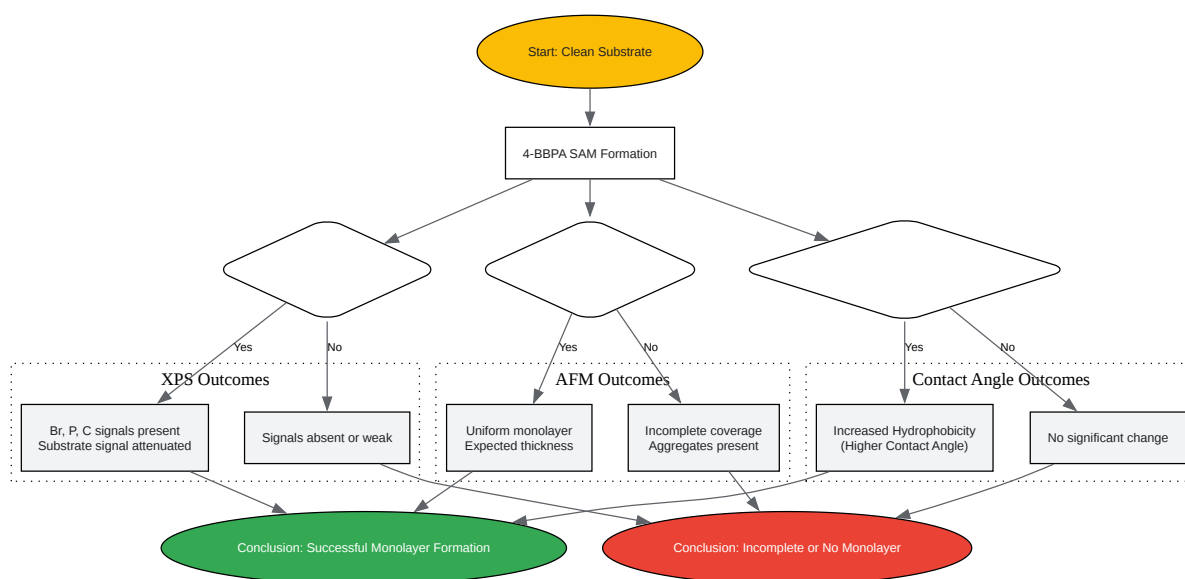 Start: Clean Substrate
4-BBPA SAM Formation
Yes
No
Yes
No
Yes
No
XPS Outcomes
AFM Outcomes
Contact Angle Outcomes
Br, P, C signals present
Substrate signal attenuated
Signals absent or weak
Uniform monolayer
Expected thickness
Incomplete coverage
Aggregates present
Increased Hydrophobicity
(Higher Contact Angle)
No significant change
Conclusion: Successful Monolayer Formation
Conclusion: Incomplete or No Monolayer